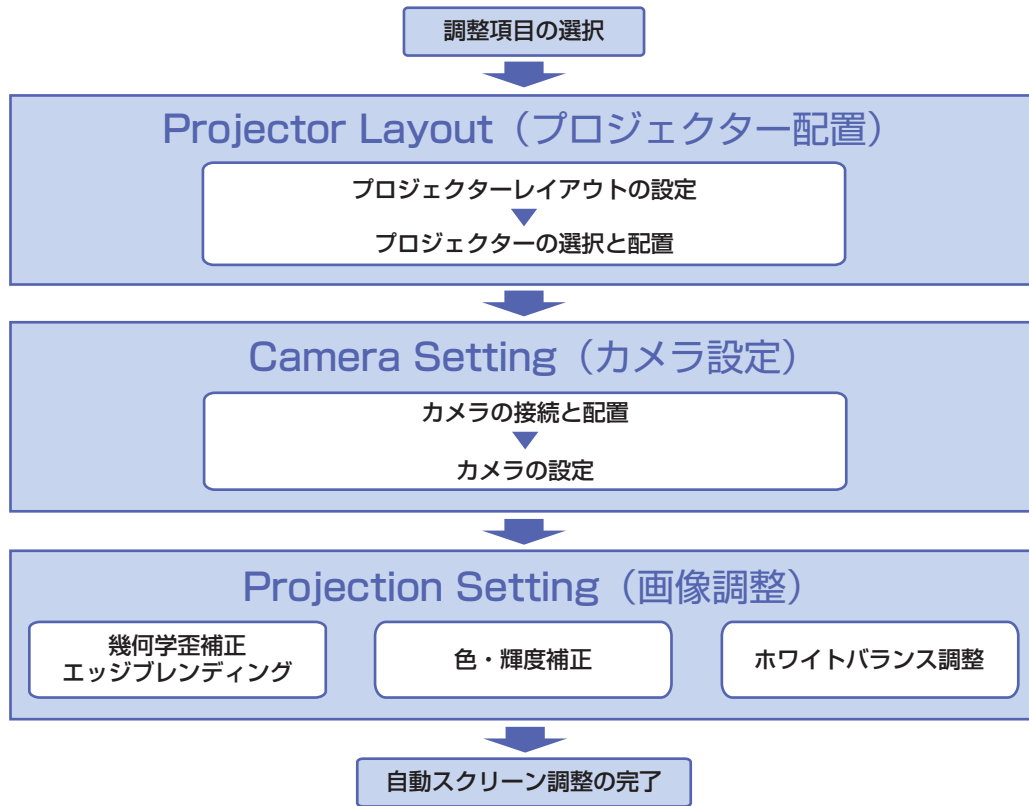 調整項目の選択
Projector Layout（プロジェクター配置）
プロジェクターレイアウトの設定
プロジェクターの選択と配置
Camera Setting（カメラ設定）
カメラの接続と配置
カメラの設定
Projection Setting（画像調整）
幾何学歪補正
エッジブレンディング
色・輝度補正
ホワイトバランス調整
自動スクリーン調整の完了